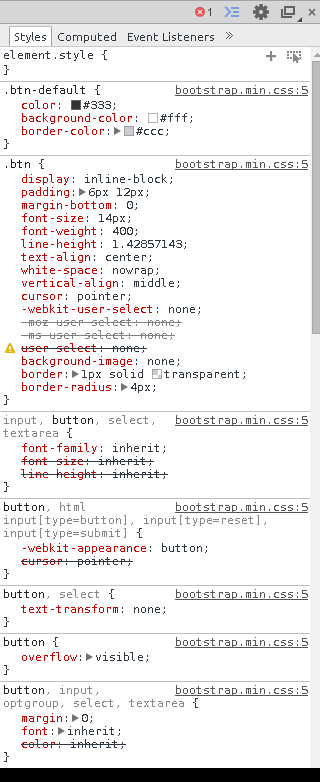 1
Styles Computed Event Listeners »
element.style {
}
.btn-default { bootstrap.min.css:5
color: #333;
background-color: #fff;
border-color: #ccc;
}
.btn { bootstrap.min.css:5
display: inline-block;
padding: 6px 12px;
margin-bottom: 0;
font-size: 14px;
font-weight: 400;
line-height: 1.42857143;
text-align: center;
white-space: nowrap;
vertical-align: middle;
cursor: pointer;
-webkit-user-select: none;
-moz-user-select: none;
-ms-user-select: none;
user-select: none;
background-image: none;
border: 1px solid transparent;
border-radius: 4px;
}
input, button, select, bootstrap.min.css:5
textarea {
font-family: inherit;
font-size: inherit;
line-height: inherit;
}
button, html bootstrap.min.css:5
input[type=button], input[type=reset],
input[type=submit] {
-webkit-appearance: button;
cursor: pointer;
}
button, select { bootstrap.min.css:5
text-transform: none;
}
button { bootstrap.min.css:5
overflow: visible;
}
button, input, bootstrap.min.css:5
optgroup, select, textarea {
margin: 0;
font: inherit;
color: inherit;
}